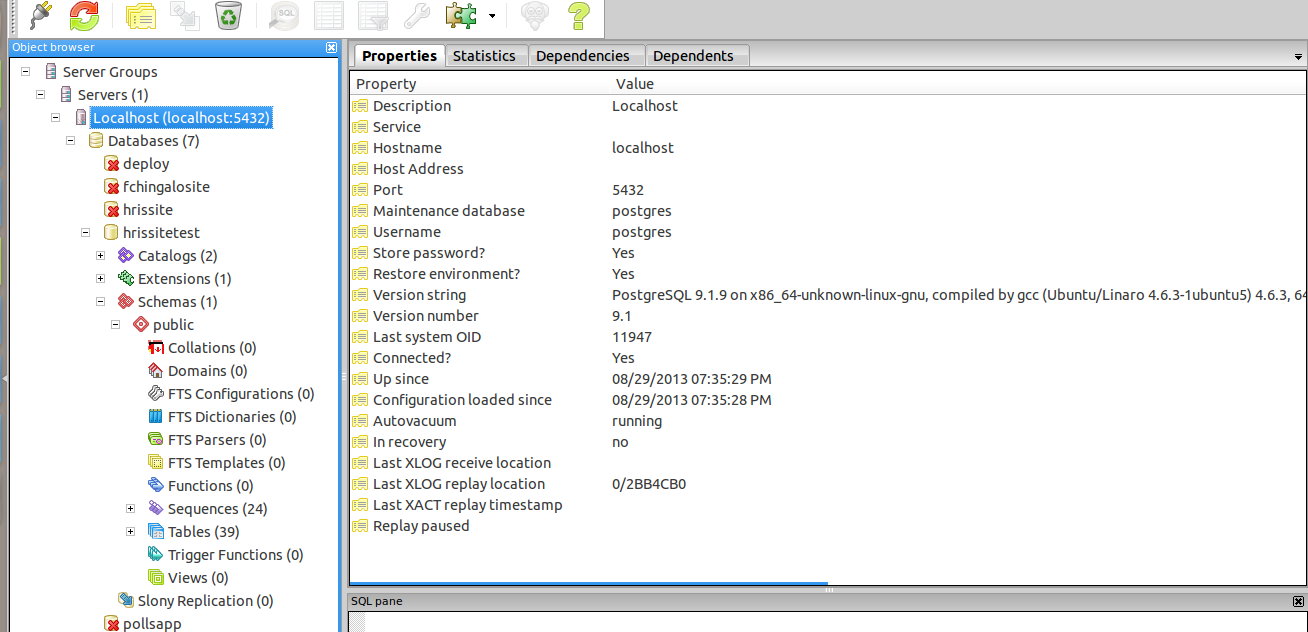 SQL
Object browser
Server Groups
Servers (1)
Localhost (localhost:5432)
Databases (7)
deploy
fchingalosite
hrissite
hrissitetest
Catalogs (2)
Extensions (1)
Schemas (1)
public
Collations (0)
Domains (0)
FTS Configurations (0)
FTS Dictionaries (0)
FTS Parsers (0)
FTS Templates (0)
Functions (0)
Sequences (24)
Tables (39)
Trigger Functions (0)
Views (0)
Slony Replication (0)
pollsapp
Properties Statistics Dependencies Dependents
Property Value
Description Localhost
Service
Hostname localhost
Host Address
Port 5432
Maintenance database postgres
Username postgres
Store password? Yes
Restore environment? Yes
Version string PostgreSQL 9.1.9 on x86_64-unknown-linux-gnu, compiled by gcc (Ubuntu/Linaro 4.6.3-1ubuntu5) 4.6.3, 64
Version number 9.1
Last system OID 11947
Connected? Yes
Up since 08/29/2013 07:35:29 PM
Configuration loaded since 08/29/2013 07:35:28 PM
Autovacuum running
In recovery no
Last XLOG receive location
Last XLOG replay location 0/2BB4CB0
Last XACT replay timestamp
Replay paused
SQL pane